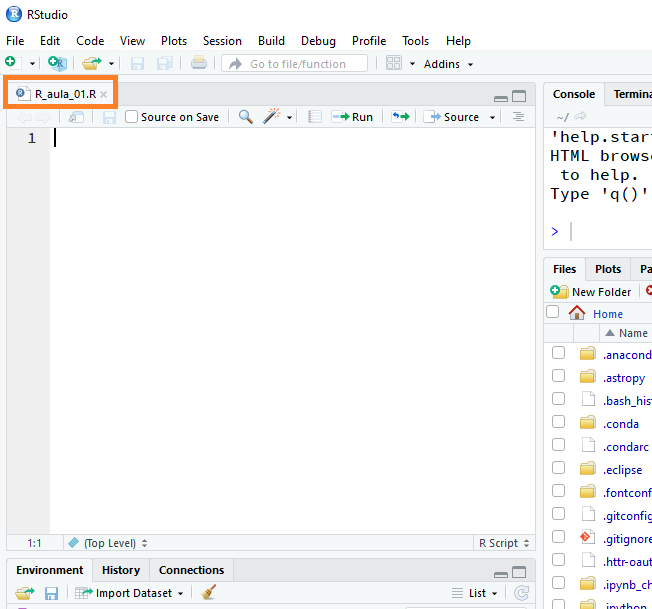 RStudio
File Edit Code View Plots Session Build Debug Profile Tools Help
Go to file/function Addins
R_aula_01.R
Source on Save Run Source
1
1:1 (Top Level) R Script
Environment History Connections
Import Dataset List
Console Termina
~/
'help.start
HTML browse
to help.
Type 'q()'
>
Files Plots Pa
New Folder
Home
Name
.anacond
.astropy
.bash_his
.conda
.condarc
.eclipse
.fontconf
.gitconfig
.gitignore
.httr-oaut
.ipynb_ch
.ipython